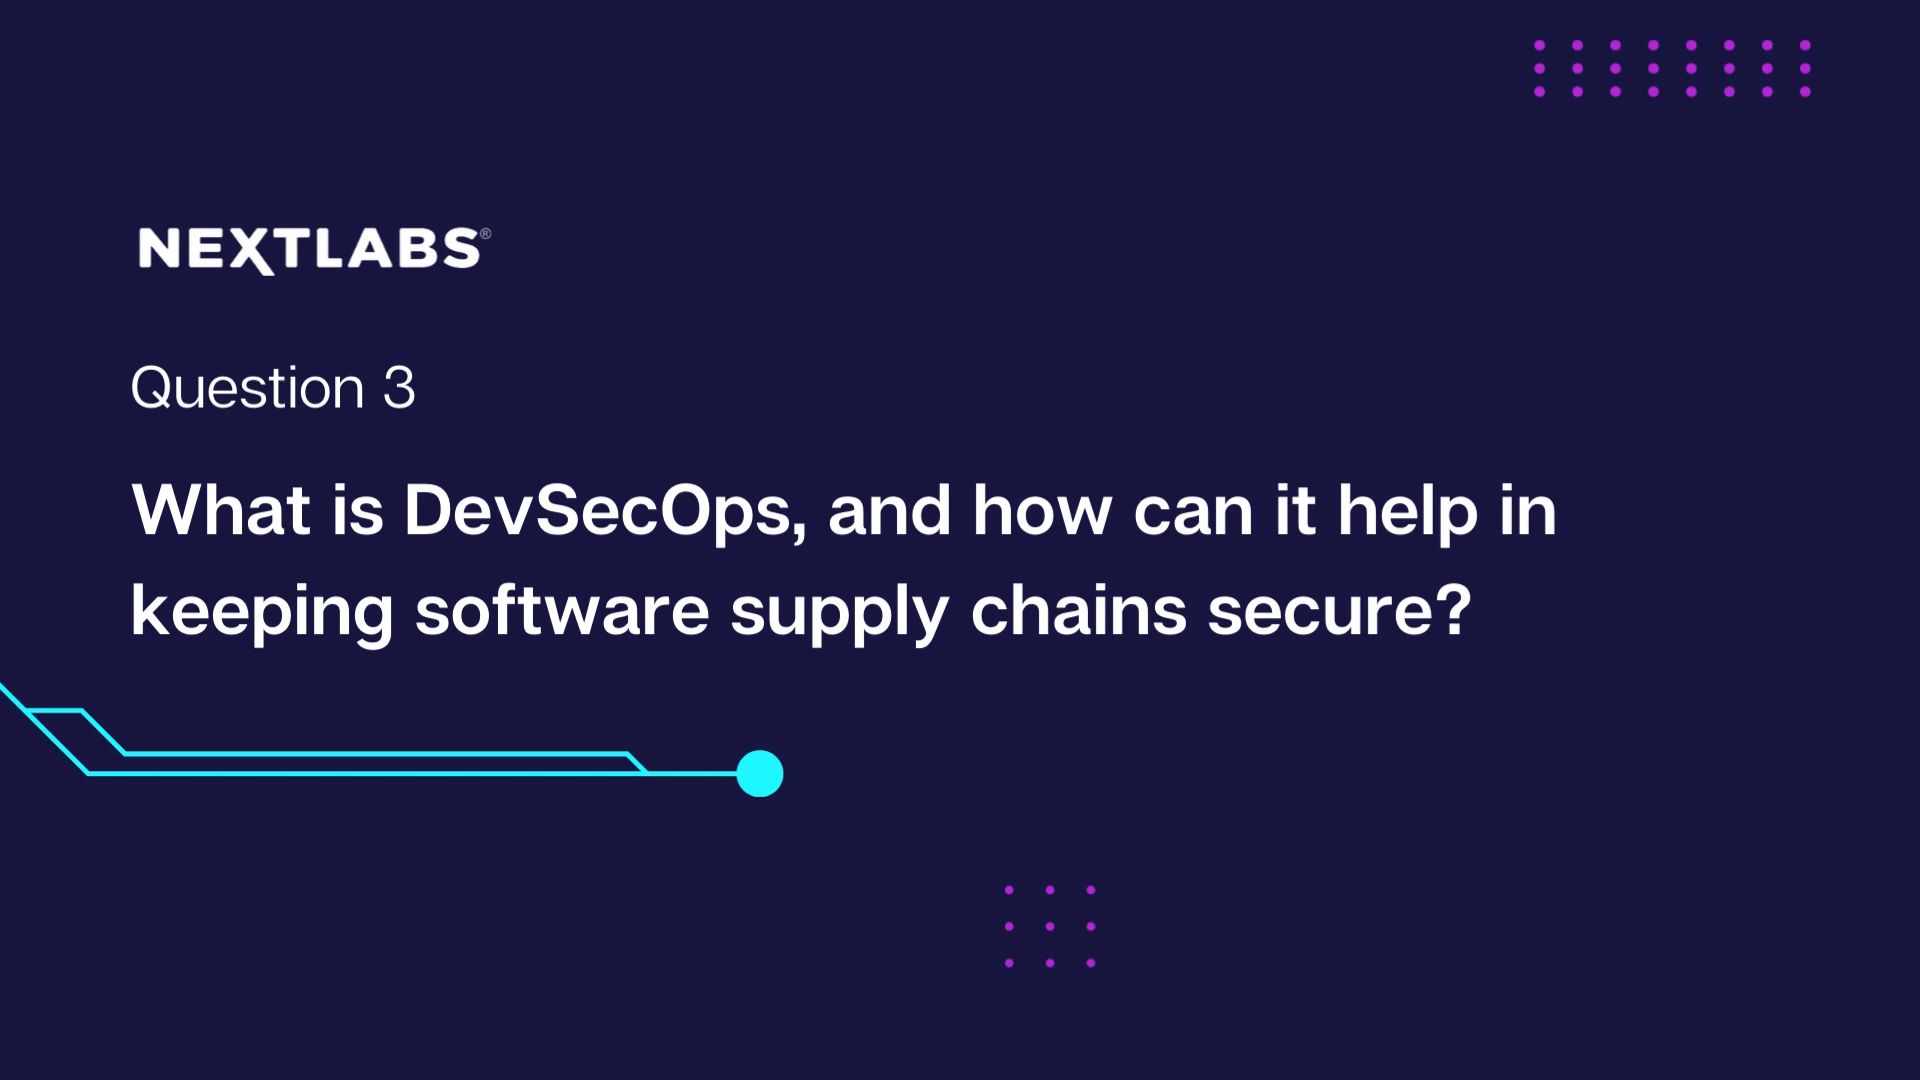 NEXTLABS®
Question 3
What is DevSecOps, and how can it help in
keeping software supply chains secure?